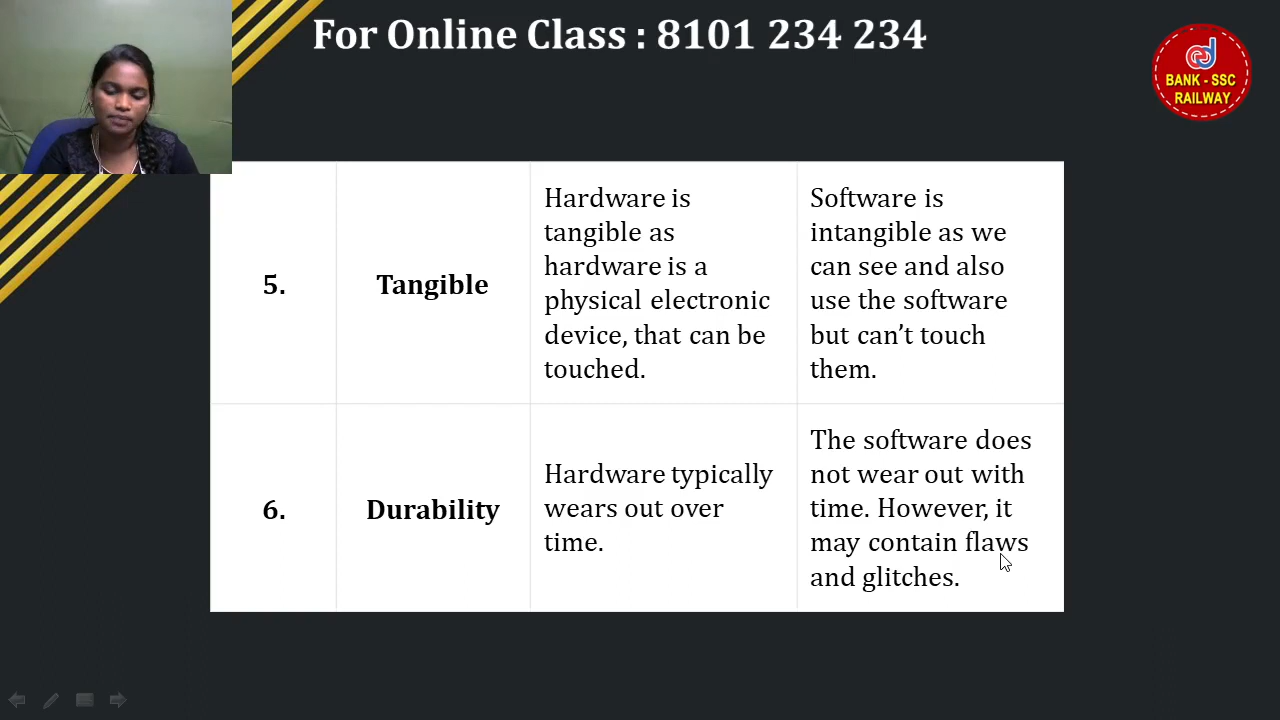 For Online Class : 8101 234 234
BANK - SSC
RAILWAY
5.
Tangible
Hardware is
tangible as
hardware is a
physical electronic
device, that can be
touched.
Software is
intangible as we
can see and also
use the software
but can’t touch
them.
6.
Durability
Hardware typically
wears out over
time.
The software does
not wear out with
time. However, it
may contain flaws
and glitches.